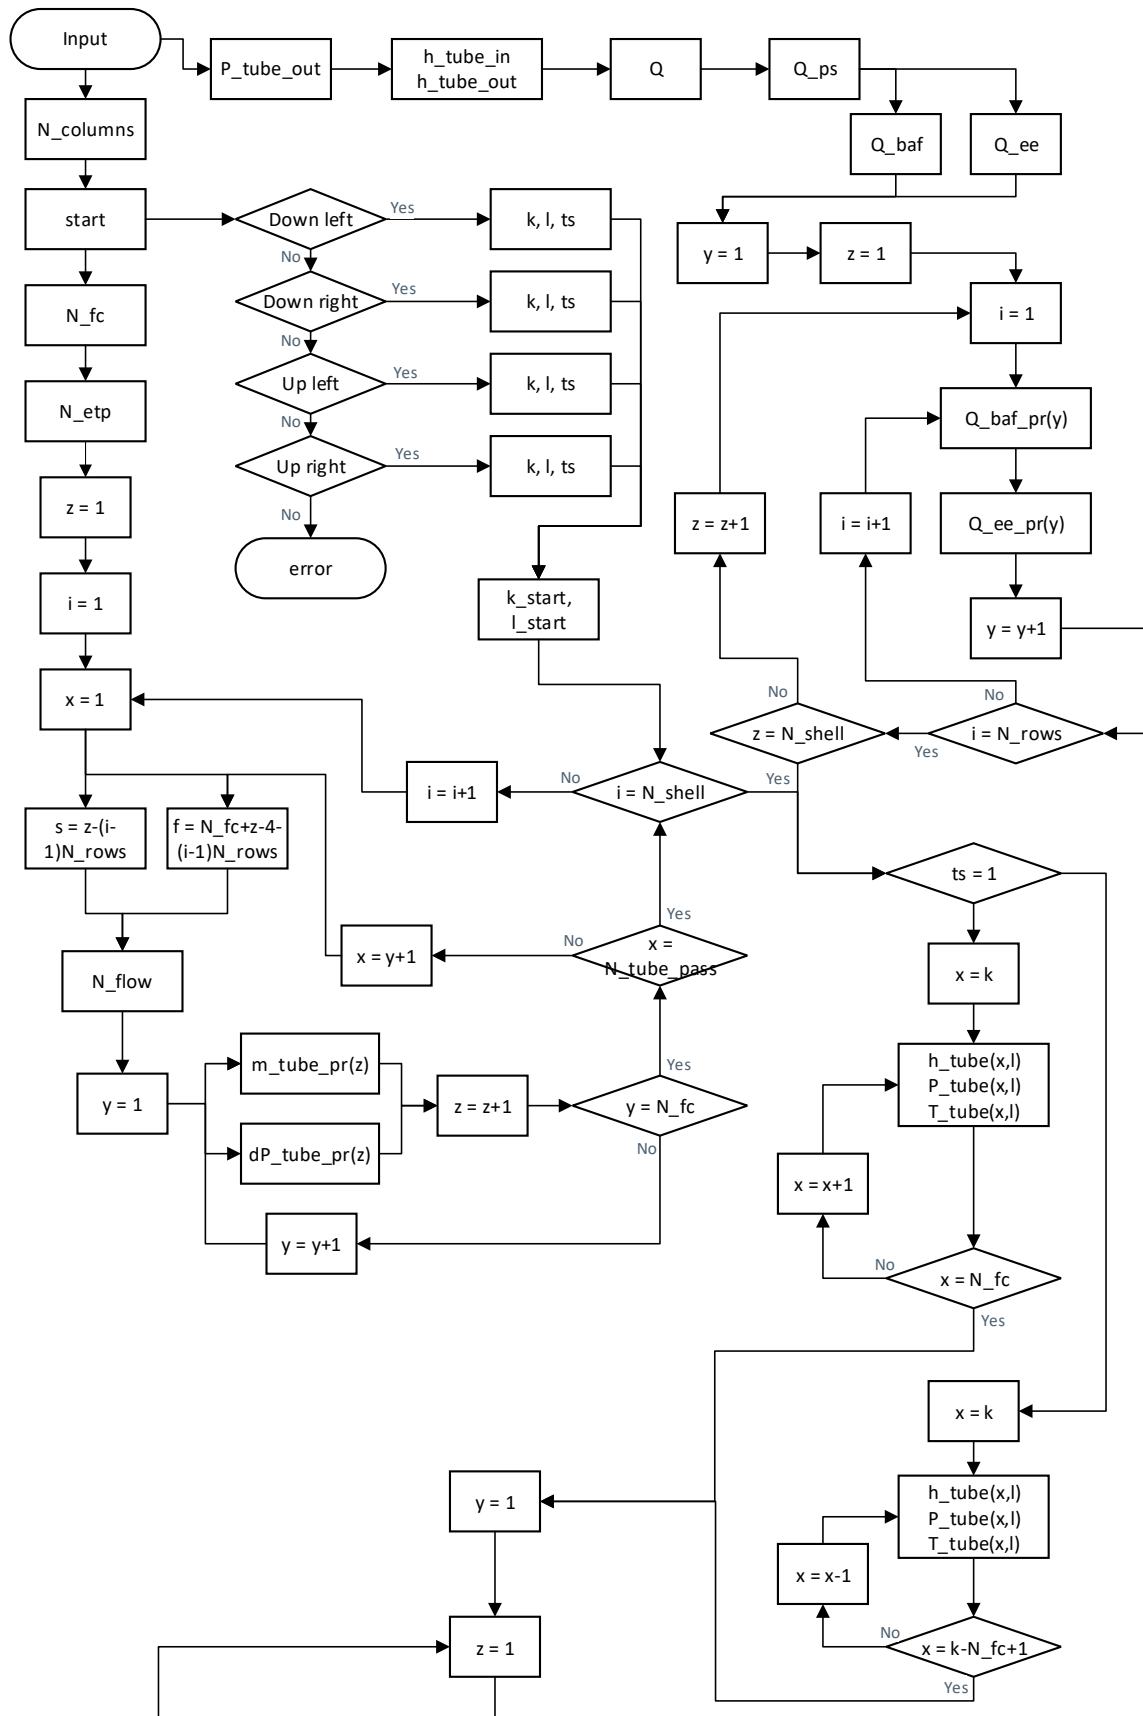 Input
P_tube_out
h_tube_in
h_tube_out
Q
Q_ps
N_columns
Q_baf
Q_ee
start
Down left
Yes
k, l, ts
No
y = 1
z = 1
N_fc
Down right
Yes
k, l, ts
No
i = 1
N_etp
Up left
Yes
k, l, ts
No
Q_baf_pr(y)
Up right
Yes
k, l, ts
No
z = 1
z = z+1
i = i+1
Q_ee_pr(y)
error
i = 1
k_start,
l_start
y = y+1
x = 1
No
z = N_shell
Yes
No
i = N_rows
Yes
i = i+1
No
i = N_shell
Yes
s = z-(i-
1)N_rows
f = N_fc+z-4-
(i-1)N_rows
ts = 1
Yes
x = y+1
No
x =
N_tube_pass
N_flow
x = k
m_tube_pr(z)
h_tube(x,l)
P_tube(x,l)
T_tube(x,l)
Yes
y = 1
z = z+1
y = N_fc
No
dP_tube_pr(z)
x = x+1
y = y+1
No
x = N_fc
Yes
x = k
y = 1
h_tube(x,l)
P_tube(x,l)
T_tube(x,l)
x = x-1
z = 1
No
x = k-N_fc+1
Yes